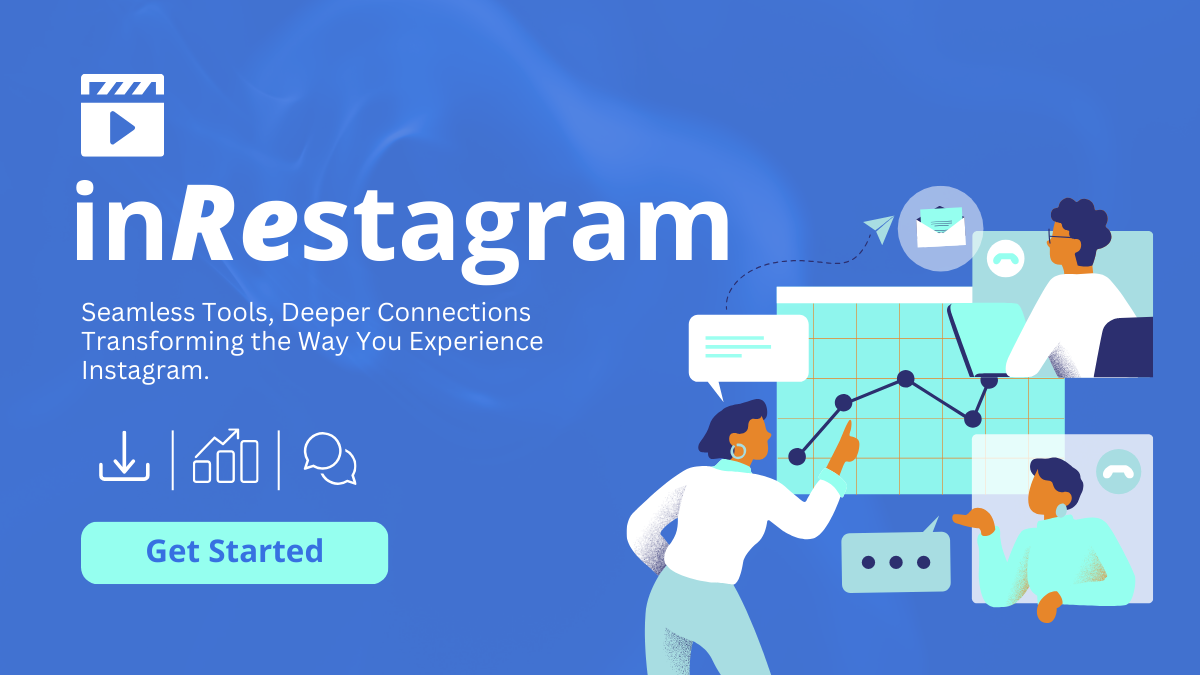 inRestagram
Seamless Tools, Deeper Connections
Transforming the Way You Experience
Instagram.
Get Started